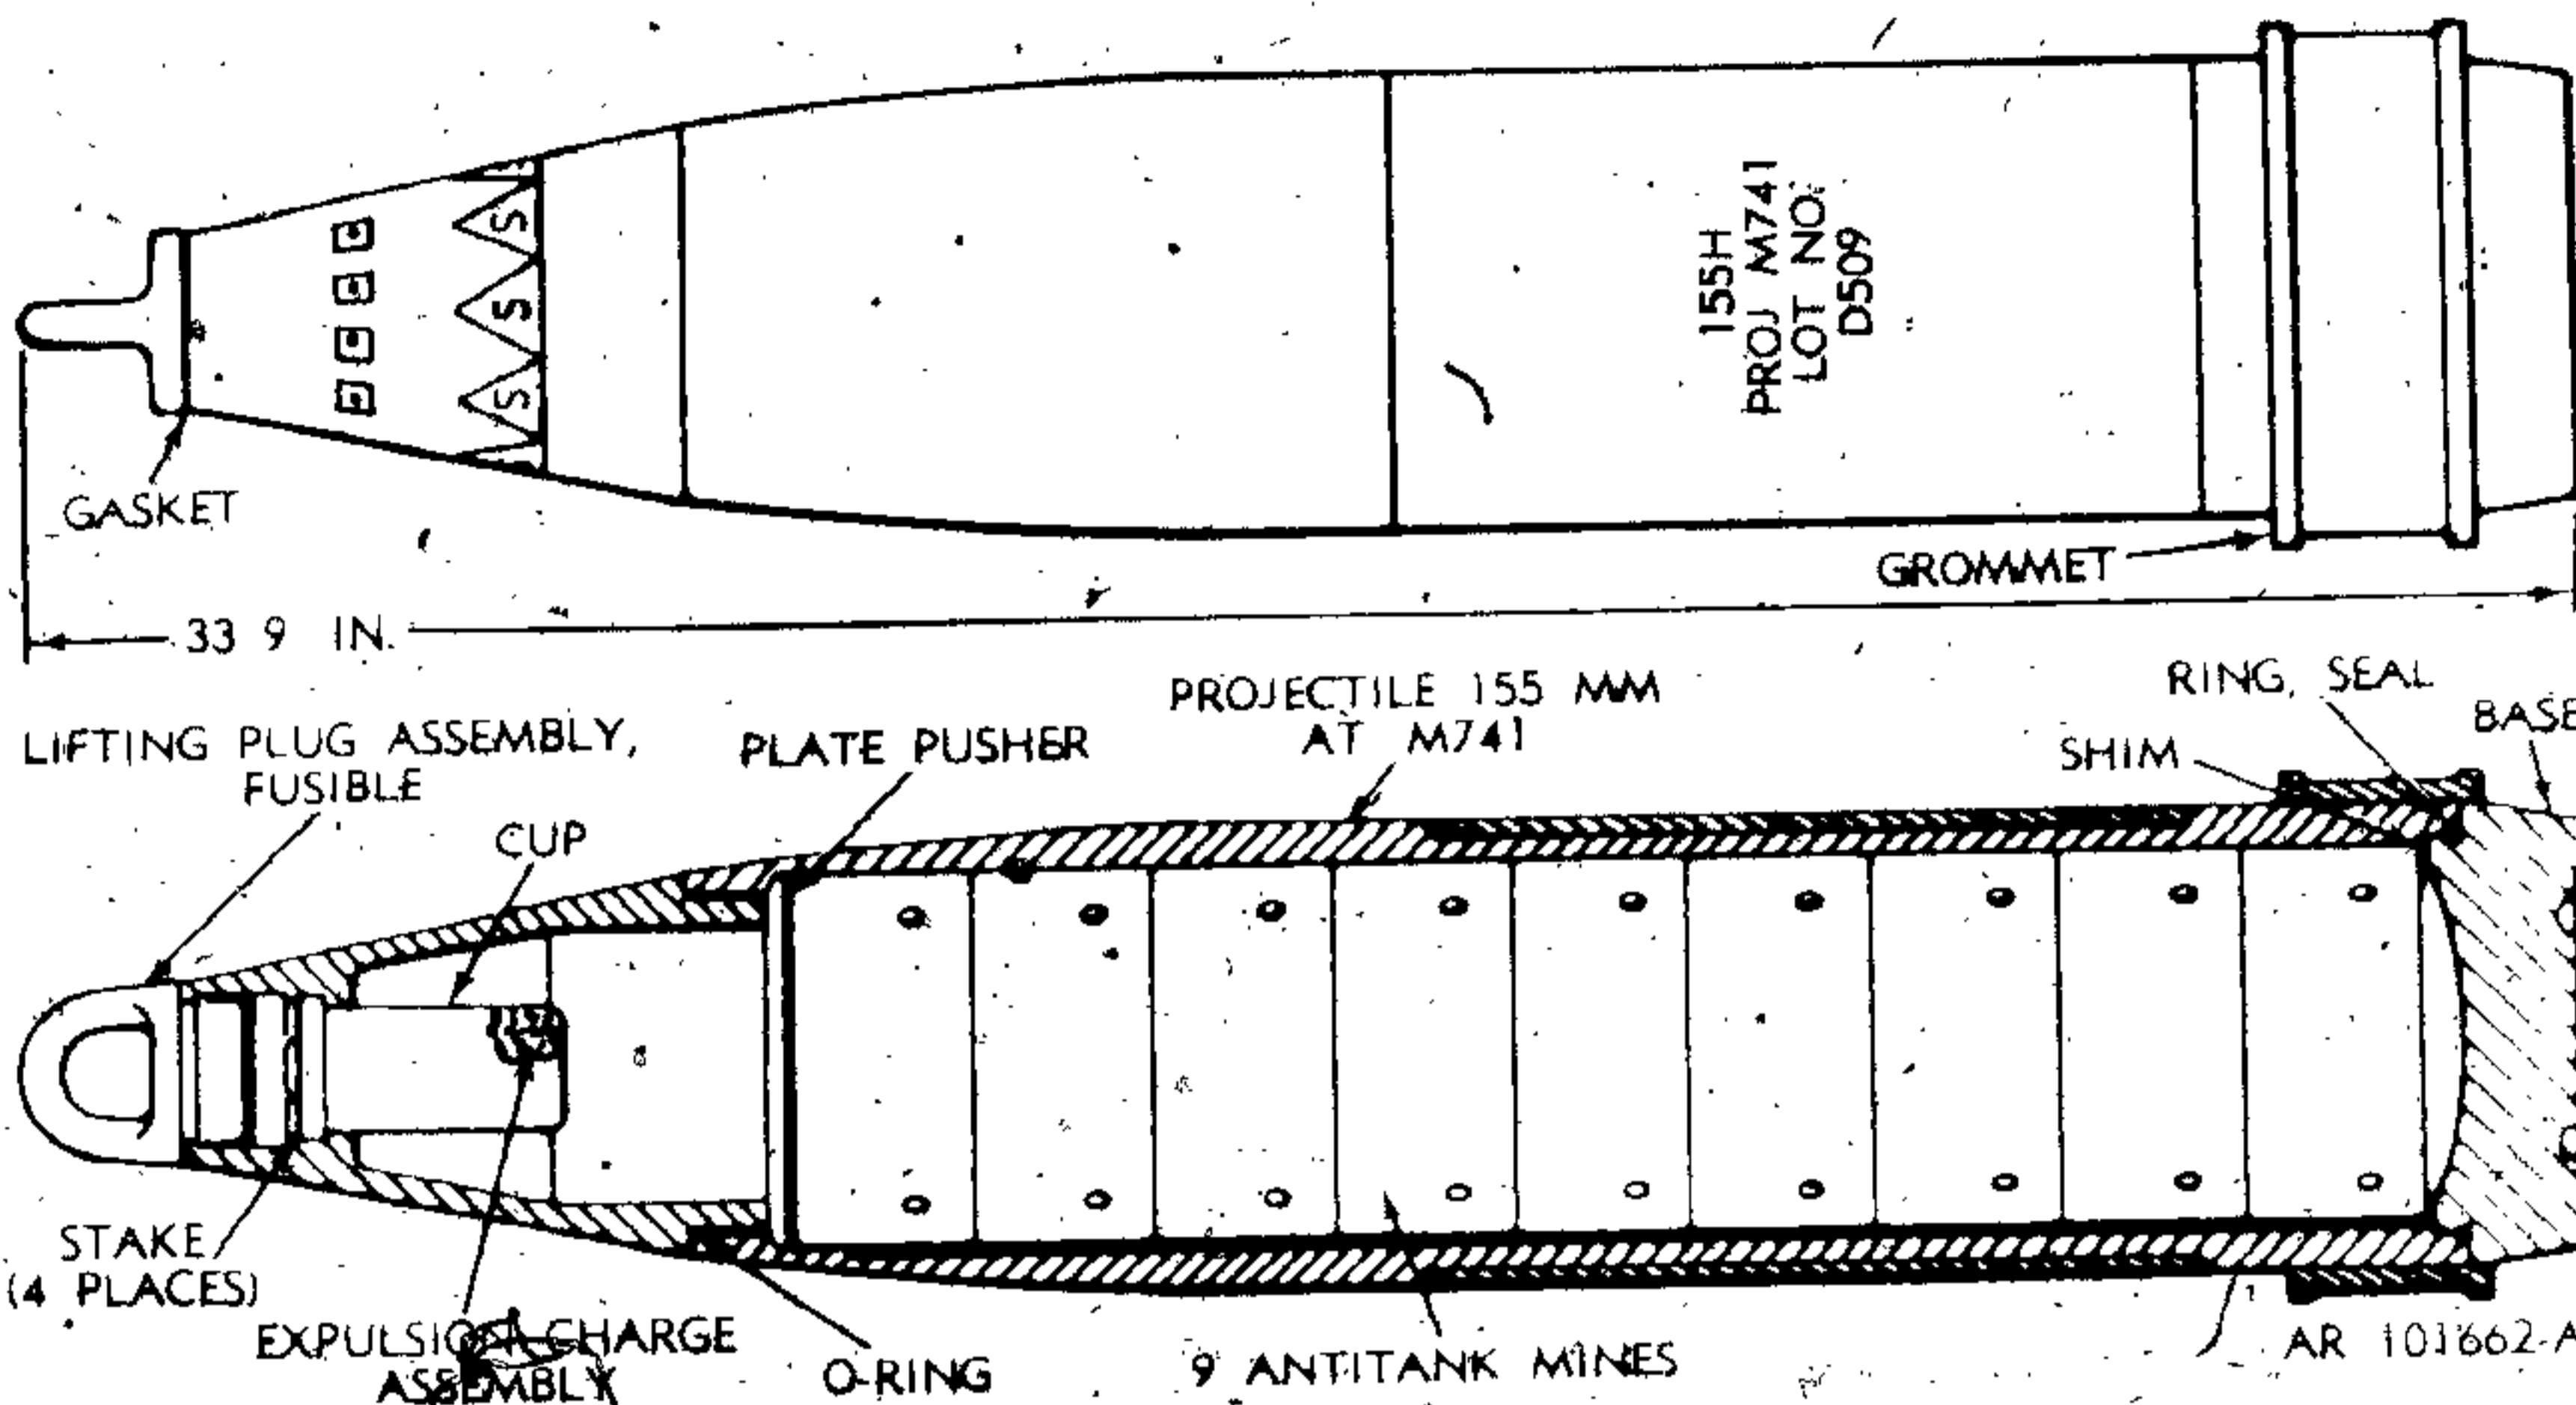 S
S
S
155H
PROJ M741
LOT NO.
D509
GASKET
GROMMET
33 9 IN.
PROJECTILE 155 MM
AT M741
RING, SEAL
BASE
SHIM
LIFTING PLUG ASSEMBLY,
FUSIBLE
PLATE PUSHER
CUP
STAKE
(4 PLACES)
EXPULSION CHARGE
ASSEMBLY
O-RING
9 ANTITANK MINES
AR 101662-A